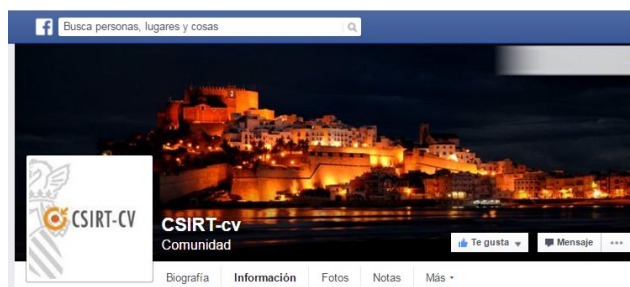 Busca personas, lugares y cosas
CSIRT-CV
CSIRT-cv
Comunidad
Te gusta
Mensaje
Biografía Información Fotos Notas Más